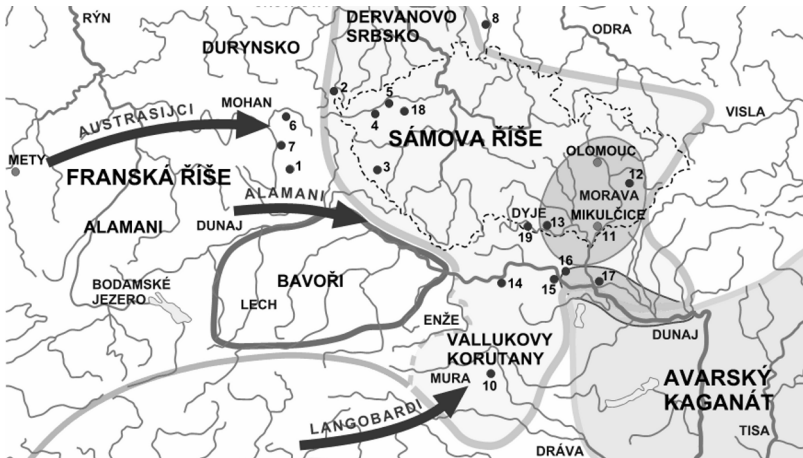 RÝN
DURYNSKO
DERVANOVO
SRBSKO
8
ODRA
VISLA
MOHAN
AUSTRASIJCI
2
5
4
18
6
7
1
METY
FRANSKÁ ŘÍŠE
SÁMOVA ŘÍŠE
3
OLOMOUC
12
MORAVA
MIKULČICE
11
ALAMANI
ALAMANI
DUNAJ
DYJE
13
19
BAVOŘI
BODAMSKÉ
JEZERO
LECH
16
15
17
14
ENŽE
VALLUKOVY
KORUTANY
DUNAJ
MURA
10
AVARSKÝ
KAGANÁT
LANGOBARDI
TISA
DRÁVA